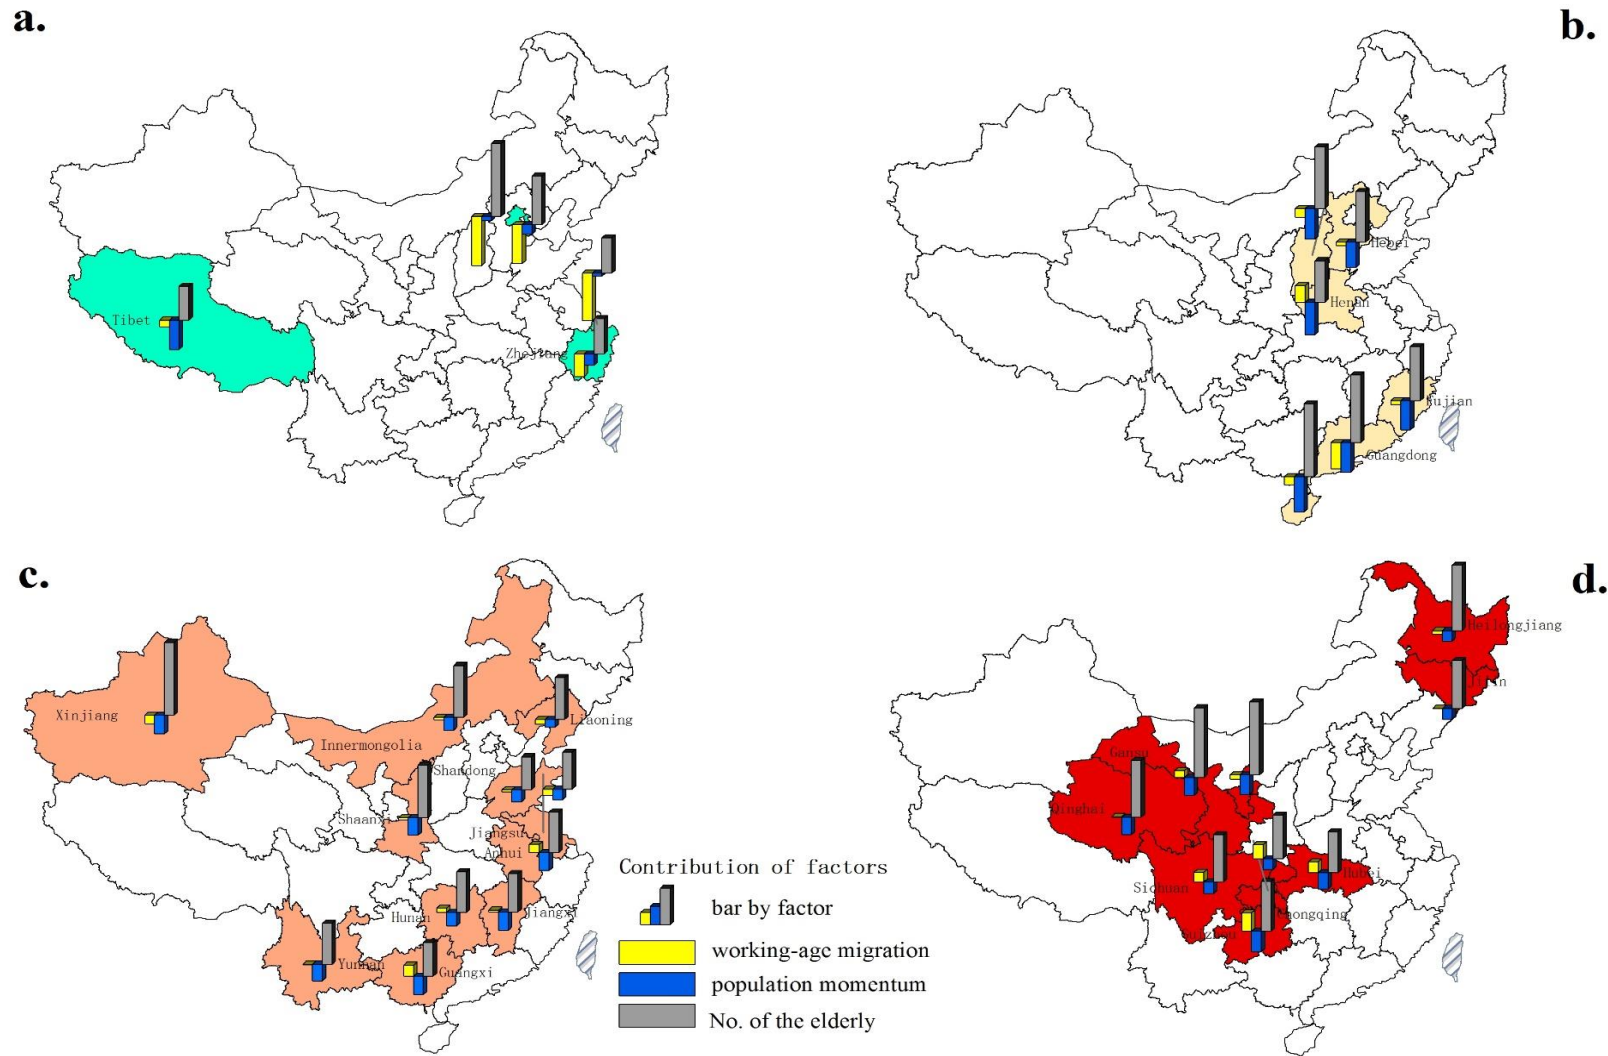 a.
b.
Tibet
Zhejiang
Hebei
Henan
Fujian
Guangdong
c.
d.
Xinjiang
Innermongolia
Liaoning
Shandong
Shaanxi
Jiangsu
Anhui
Hunan
Jiangxi
Yunnan
Guangxi
Heilongjiang
Jilin
Gansu
Qinghai
Sichuan
Hubei
Chongqing
Guizhou
Contribution of factors
bar by factor
working-age migration
population momentum
No. of the elderly